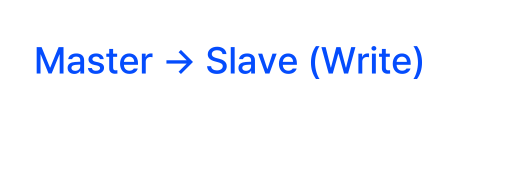 Master → Slave (Write)